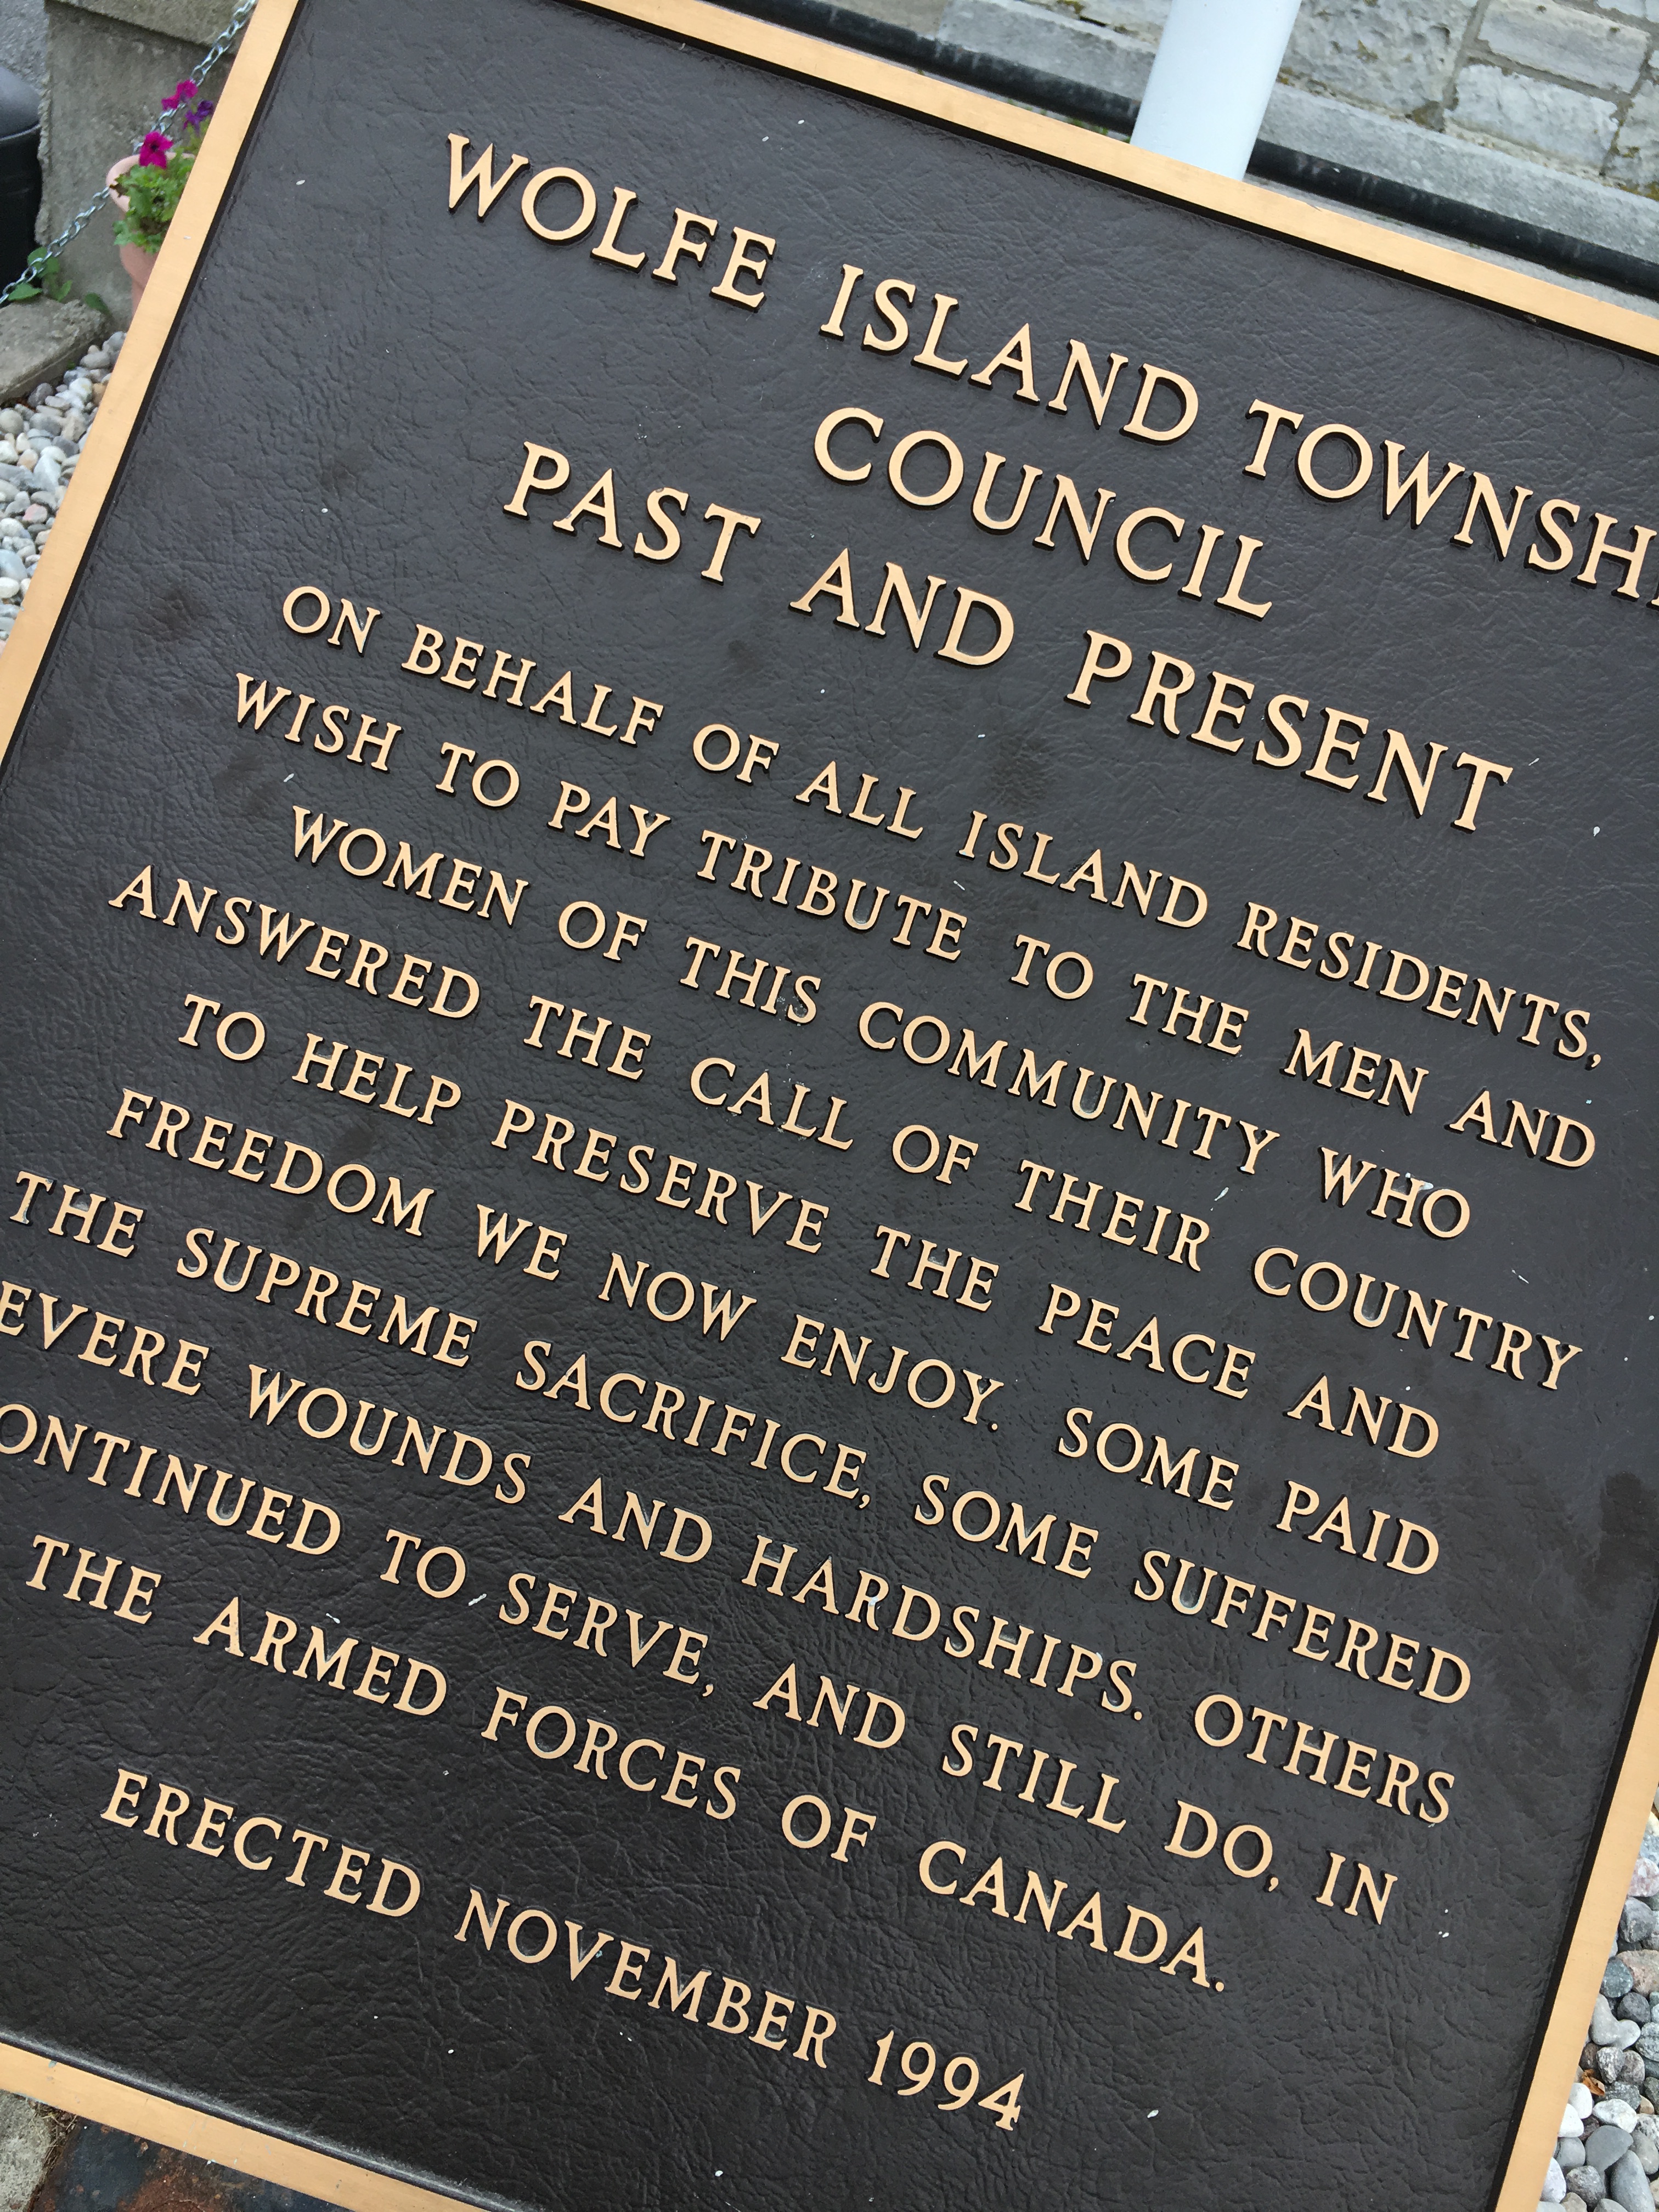 WOLFE ISLAND TOWNSHI
COUNCIL
PAST AND PRESENT
ON BEHALF OF ALL ISLAND RESIDENTS,
WISH TO PAY TRIBUTE TO THE MEN AND
WOMEN OF THIS COMMUNITY WHO
ANSWERED THE CALL OF THEIR COUNTRY
TO HELP PRESERVE THE PEACE AND
FREEDOM WE NOW ENJOY. SOME PAID
THE SUPREME SACRIFICE, SOME SUFFERED
EVERE WOUNDS AND HARDSHIPS. OTHERS
ONTINUED TO SERVE, AND STILL DO, IN
THE ARMED FORCES OF CANADA.
ERECTED NOVEMBER 1994